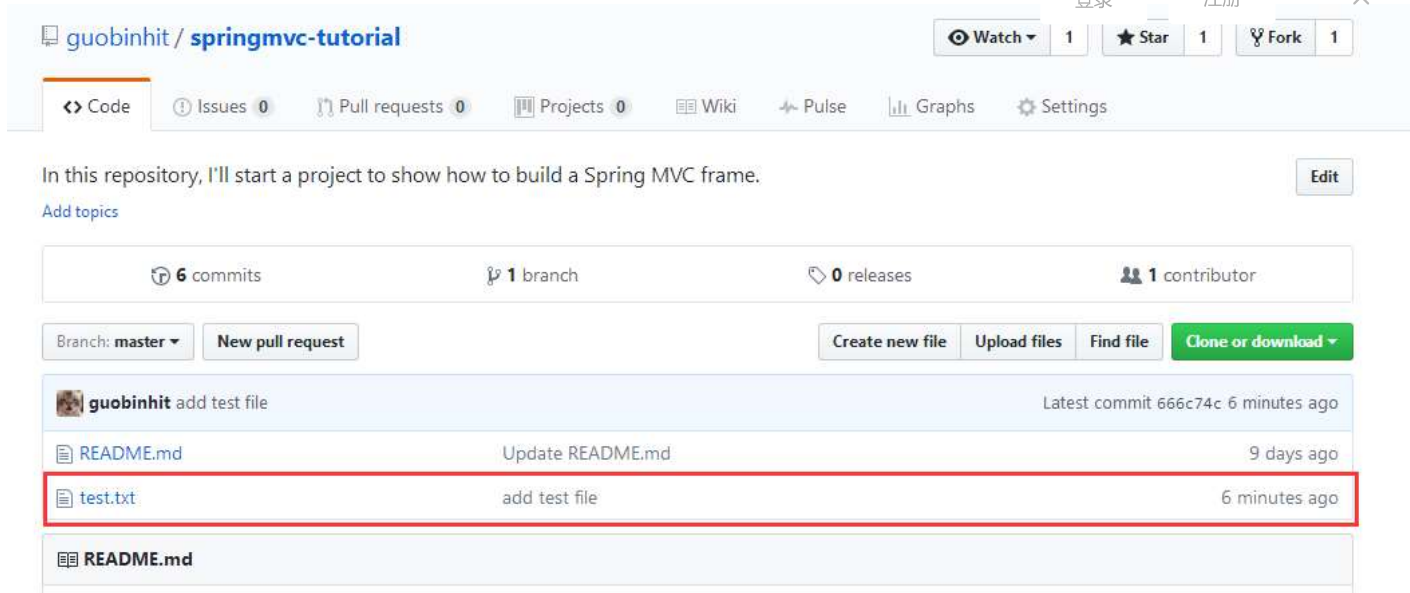 登录 注册
guobinhit / springmvc-tutorial Watch 1 Star 1 Fork 1
Code Issues 0 Pull requests 0 Projects 0 Wiki Pulse Graphs Settings
In this repository, I'll start a project to show how to build a Spring MVC frame. Edit
Add topics
6 commits 1 branch 0 releases 1 contributor
Branch: master New pull request Create new file Upload files Find file Clone or download
guobinhit add test file Latest commit 666c74c 6 minutes ago
README.md Update README.md 9 days ago
test.txt add test file 6 minutes ago
README.md